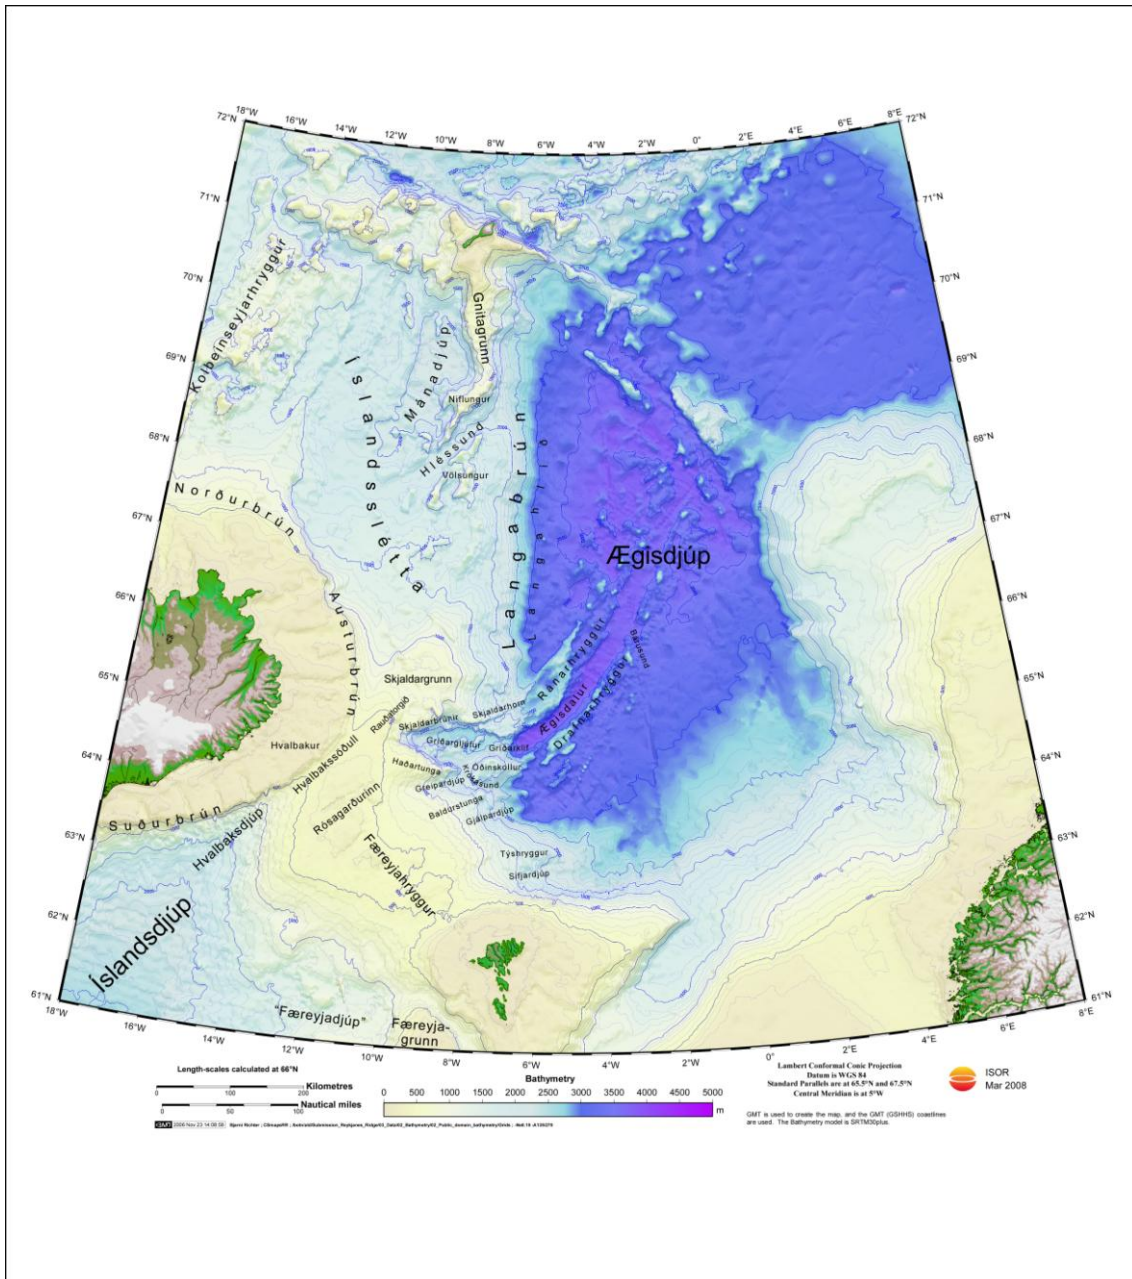 18°W 16°W 14°W 12°W 10°W 8°W 6°W 4°W 2°W 0° 2°E 4°E 6°E 8°E
72°N 72°N
71°N 71°N
70°N 70°N
69°N 69°N
68°N 68°N
67°N 67°N
66°N 66°N
65°N 65°N
64°N 64°N
63°N 63°N
62°N 62°N
61°N 61°N
Kolbeinseyjarhryggur
Gnitagrunn
Mánadjúp
Íslandsslétta
Niflungur
Hléssund
Völsungur
Langabrún
Langahlíð
Norðurbrún
Ægisdjúp
Austurbrún
Ránarhryggur
Bárusund
Skjaldargrunn
Rauðatorgið
Skjaldarbrúnir
Skjaldarhorn
Ægisdalur
Hvalbakur
Hvalbakssöðull
Gríðargljúfur
Gríðarklif
Haðartunga
Óðinskollur
Greipardjúp
Suðurbrún
Rósagarðurinn
Baldurstunga
Gjálpardjúp
Hvalbaksdjúp
Færeyjahryggur
Týshryggur
Sifjardjúp
Íslandsdjúp
"Færeyjadjúp"
Færeyja-
grunn
18°W 16°W 14°W 12°W 10°W 8°W 6°W 4°W 2°W 0° 2°E 4°E 6°E 8°E
Length-scales calculated at 66°N
Kilometres
0 100 200
Nautical miles
0 50 100
Bathymetry
0 500 1000 1500 2000 2500 3000 3500 4000 4500 5000
m
Lambert Conformal Conic Projection
Datum is WGS 84
Standard Parallels are at 65.5°N and 67.5°N
Central Meridian is at 5°W
ISOR
Mar 2008
GMT is used to create the map, and the GMT (GSHHS) coastlines
are used. The Bathymetry model is SRTM30plus.